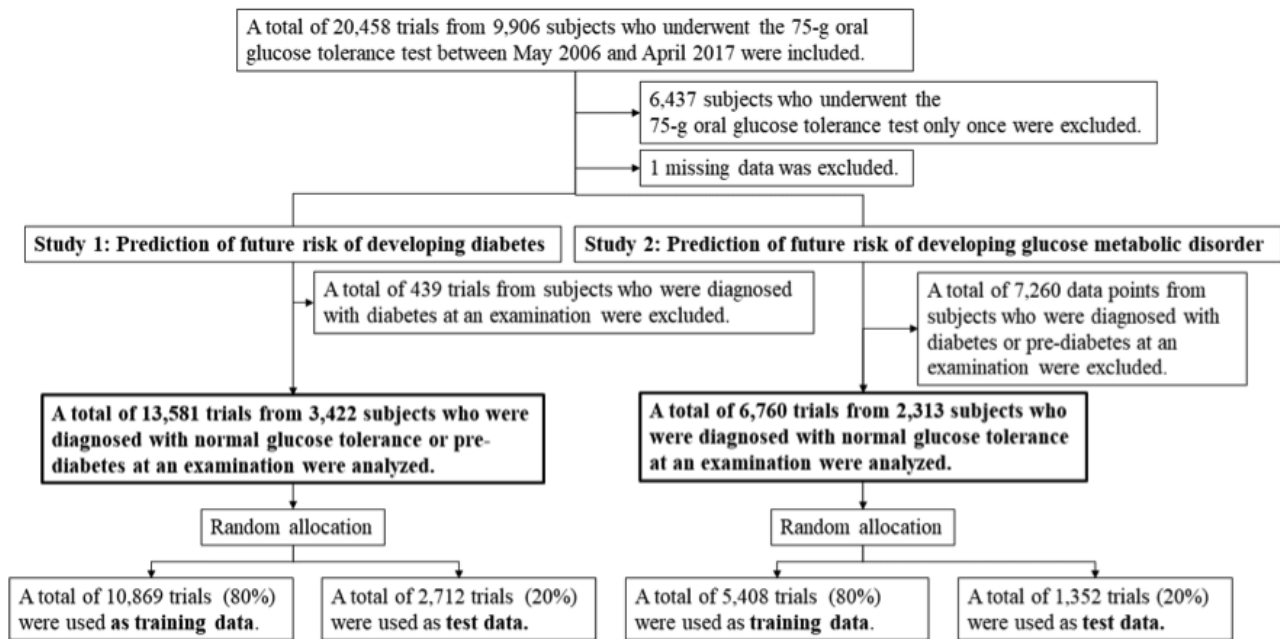 A total of 20,458 trials from 9,906 subjects who underwent the 75-g oral
glucose tolerance test between May 2006 and April 2017 were included.
6,437 subjects who underwent the
75-g oral glucose tolerance test only once were excluded.
1 missing data was excluded.
Study 1: Prediction of future risk of developing diabetes
Study 2: Prediction of future risk of developing glucose metabolic disorder
A total of 439 trials from subjects who were diagnosed
with diabetes at an examination were excluded.
A total of 7,260 data points from
subjects who were diagnosed with
diabetes or pre-diabetes at an
examination were excluded.
A total of 13,581 trials from 3,422 subjects who were
diagnosed with normal glucose tolerance or pre-
diabetes at an examination were analyzed.
A total of 6,760 trials from 2,313 subjects who
were diagnosed with normal glucose tolerance
at an examination were analyzed.
Random allocation
Random allocation
A total of 10,869 trials (80%)
were used as training data.
A total of 2,712 trials (20%)
were used as test data.
A total of 5,408 trials (80%)
were used as training data.
A total of 1,352 trials (20%)
were used as test data.